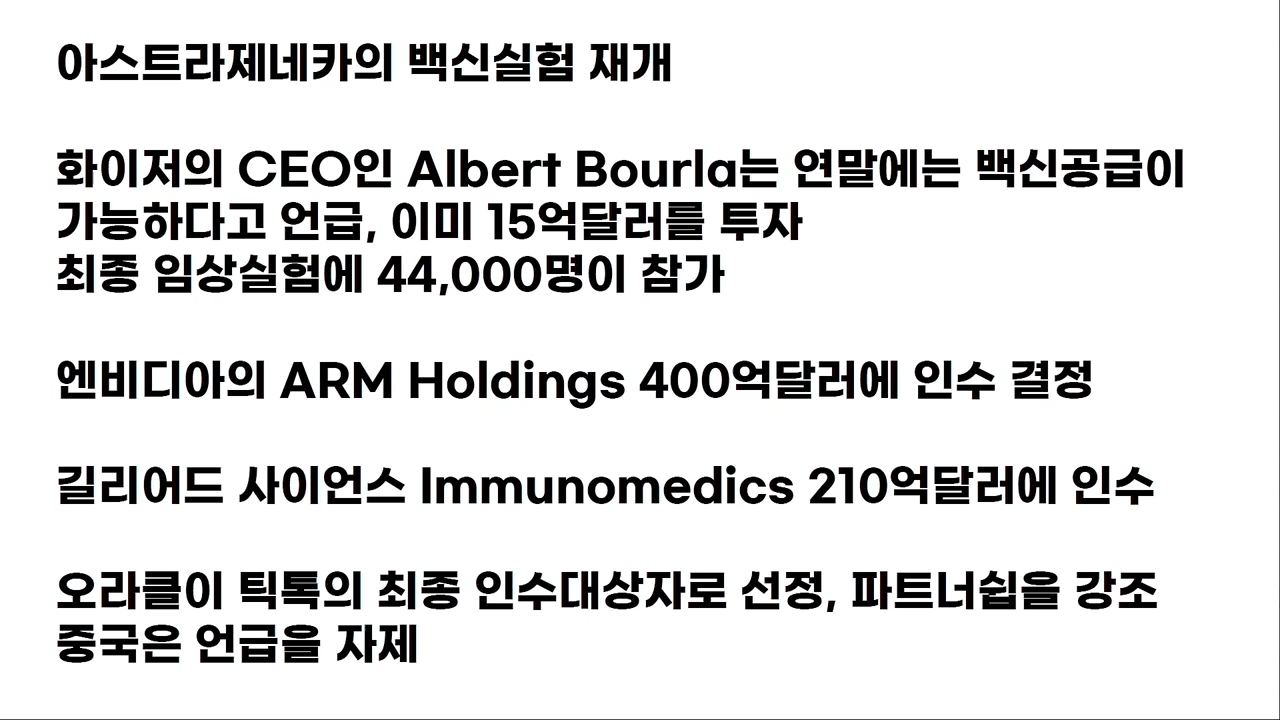 아스트라제네카의 백신실험 재개
화이저의 CEO인 Albert Bourla는 연말에는 백신공급이
가능하다고 언급, 이미 15억달러를 투자
최종 임상실험에 44,000명이 참가
엔비디아의 ARM Holdings 400억달러에 인수 결정
길리어드 사이언스 Immunomedics 210억달러에 인수
오라클이 틱톡의 최종 인수대상자로 선정, 파트너쉽을 강조
중국은 언급을 자제